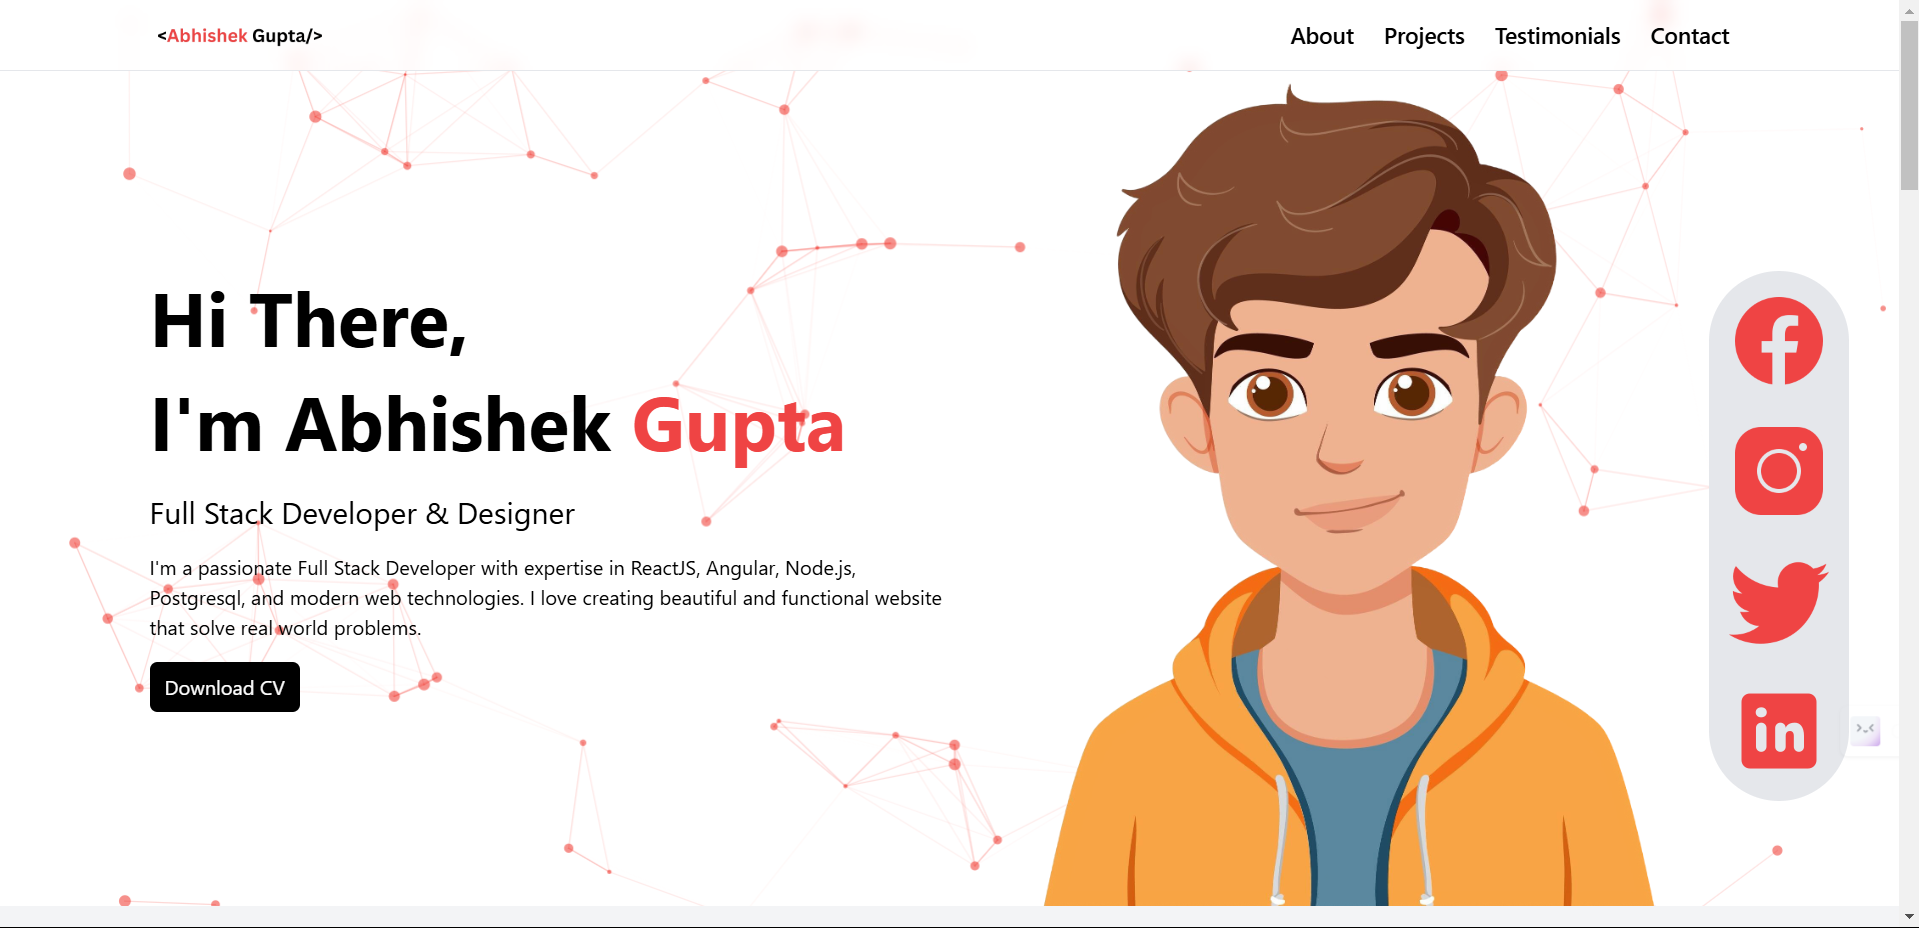 <Abhishek Gupta/>
About Projects Testimonials Contact
Hi There,
I'm Abhishek Gupta
Full Stack Developer & Designer
I'm a passionate Full Stack Developer with expertise in ReactJS, Angular, Node.js,
Postgresql, and modern web technologies. I love creating beautiful and functional website
that solve real world problems.
Download CV